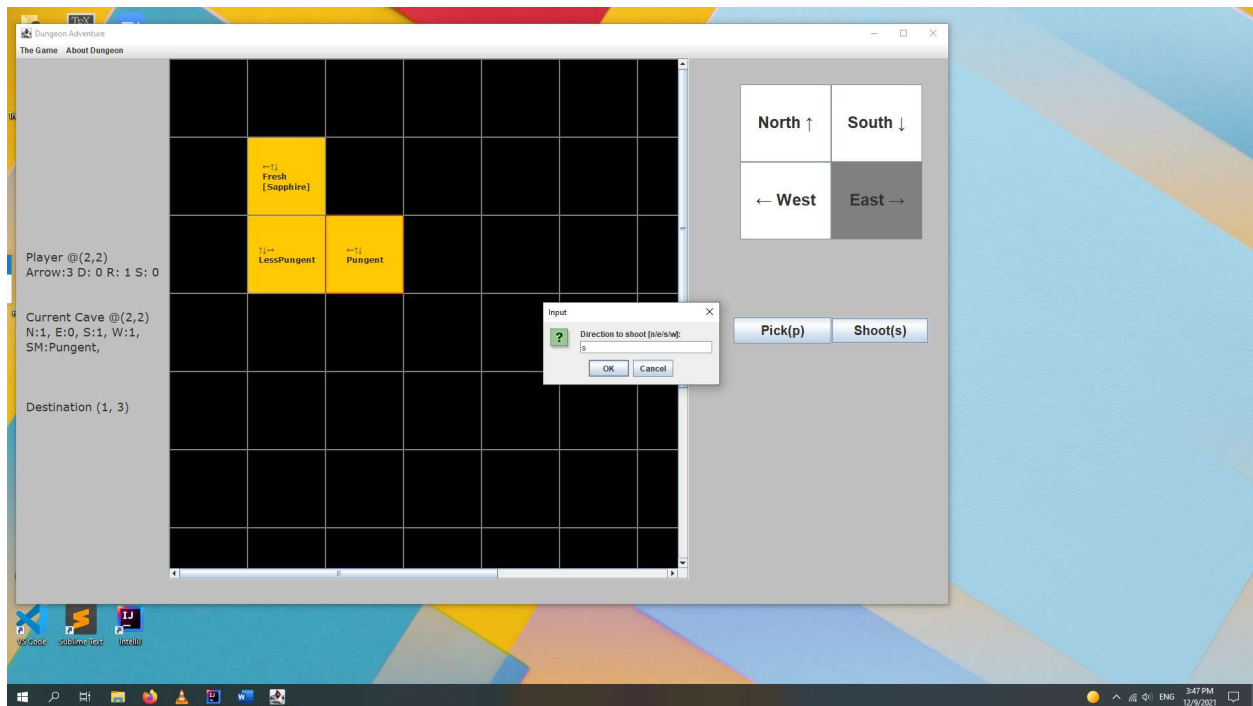 TeX
Dungeon Adventure
The Game About Dungeon
North ↑
South ↓
← West
East →
←↑↓
Fresh
[Sapphire]
↑↓→
LessPungent
←↑↓
Pungent
Player @(2,2)
Arrow:3 D: 0 R: 1 S: 0
Current Cave @(2,2)
N:1, E:0, S:1, W:1,
SM:Pungent,
Destination (1, 3)
Input
Direction to shoot [n/e/s/w]:
s
OK Cancel
Pick(p)
Shoot(s)
VS Code
Sublime Text
IntelliJ
ENG
3:47 PM
12/9/2021